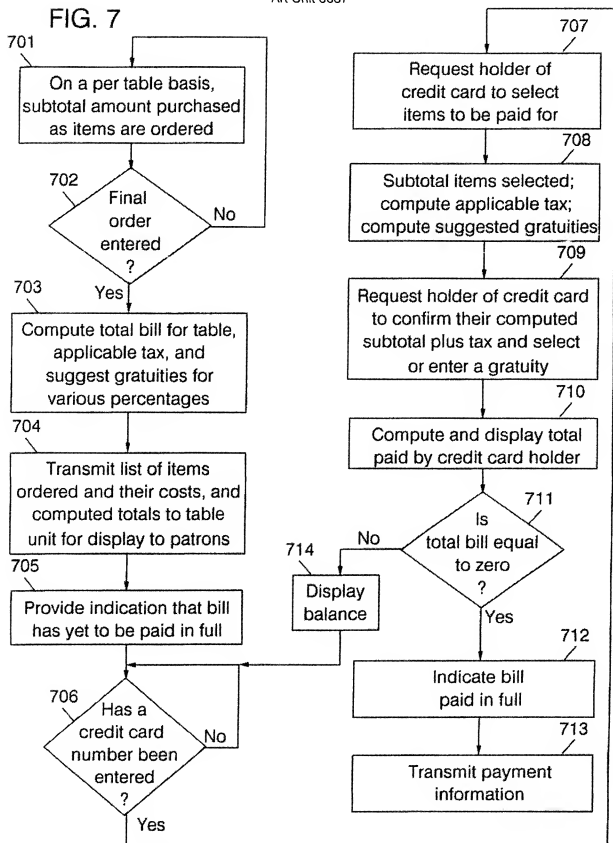 Art Unit 3687
FIG. 7
701
On a per table basis,
subtotal amount purchased
as items are ordered
702
Final
order
entered
?
No
Yes
703
Compute total bill for table,
applicable tax, and
suggest gratuities for
various percentages
704
Transmit list of items
ordered and their costs, and
computed totals to table
unit for display to patrons
705
Provide indication that bill
has yet to be paid in full
706
Has a
credit card
number been
entered
?
No
Yes
707
Request holder of
credit card to select
items to be paid for
708
Subtotal items selected;
compute applicable tax;
compute suggested gratuities
709
Request holder of credit card
to confirm their computed
subtotal plus tax and select
or enter a gratuity
710
Compute and display total
paid by credit card holder
711
Is
total bill equal
to zero
?
No
Yes
714
Display
balance
712
Indicate bill
paid in full
713
Transmit payment
information